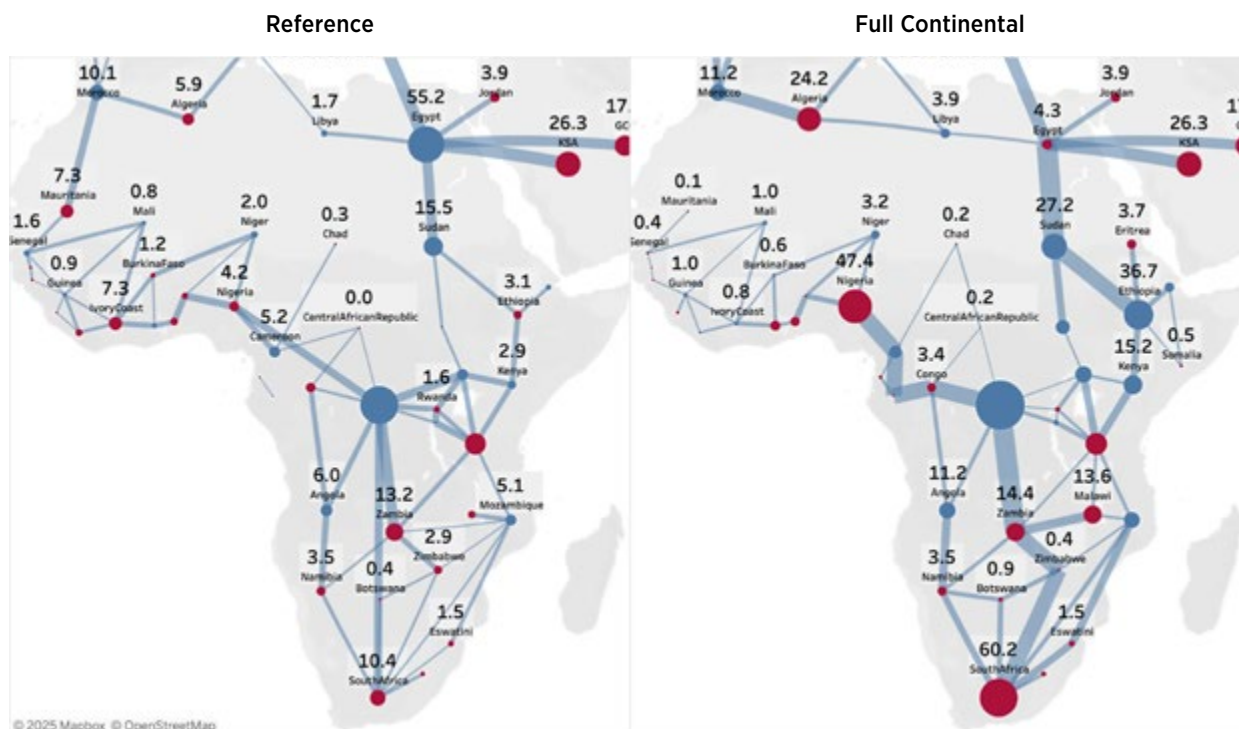 Reference
10.1
Morocco
5.9
Algeria
1.7
Libya
55.2
Egypt
3.9
Jordan
26.3
KSA
17.
GC
7.3
Mauritania
0.8
Mali
2.0
Niger
0.3
Chad
15.5
Sudan
1.6
Senegal
1.2
BurkinaFaso
0.9
Guinea
7.3
IvoryCoast
4.2
Nigeria
5.2
Cameroon
0.0
CentralAfricanRepublic
3.1
Ethiopia
2.9
Kenya
1.6
Rwanda
6.0
Angola
13.2
Zambia
5.1
Mozambique
2.9
Zimbabwe
3.5
Namibia
0.4
Botswana
1.5
Eswatini
10.4
SouthAfrica
© 2025 Mapbox © OpenStreetMap
Full Continental
11.2
Morocco
24.2
Algeria
3.9
Libya
4.3
Egypt
3.9
Jordan
26.3
KSA
1
GC
0.1
Mauritania
1.0
Mali
3.2
Niger
0.2
Chad
27.2
Sudan
3.7
Eritrea
0.4
Senegal
0.6
BurkinaFaso
47.4
Nigeria
1.0
Guinea
0.8
IvoryCoast
36.7
Ethiopia
0.2
CentralAfricanRepublic
3.4
Congo
15.2
Kenya
0.5
Somalia
11.2
Angola
14.4
Zambia
13.6
Malawi
0.4
Zimbabwe
3.5
Namibia
0.9
Botswana
1.5
Eswatini
60.2
SouthAfrica